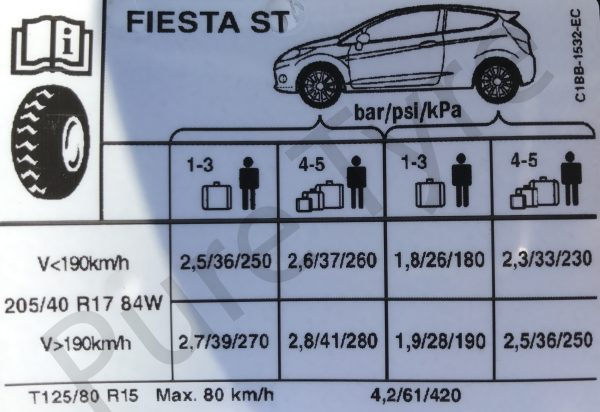 FIESTA ST
C1BB-1532-EC
i
bar/psi/kPa
1-3 4-5 1-3 4-5
V<190km/h 2,5/36/250 2,6/37/260 1,8/26/180 2,3/33/230
205/40 R17 84W
V>190km/h 2,7/39/270 2,8/41/280 1,9/28/190 2,5/36/250
T125/80 R15 Max. 80 km/h 4,2/61/420
Pure Tyre